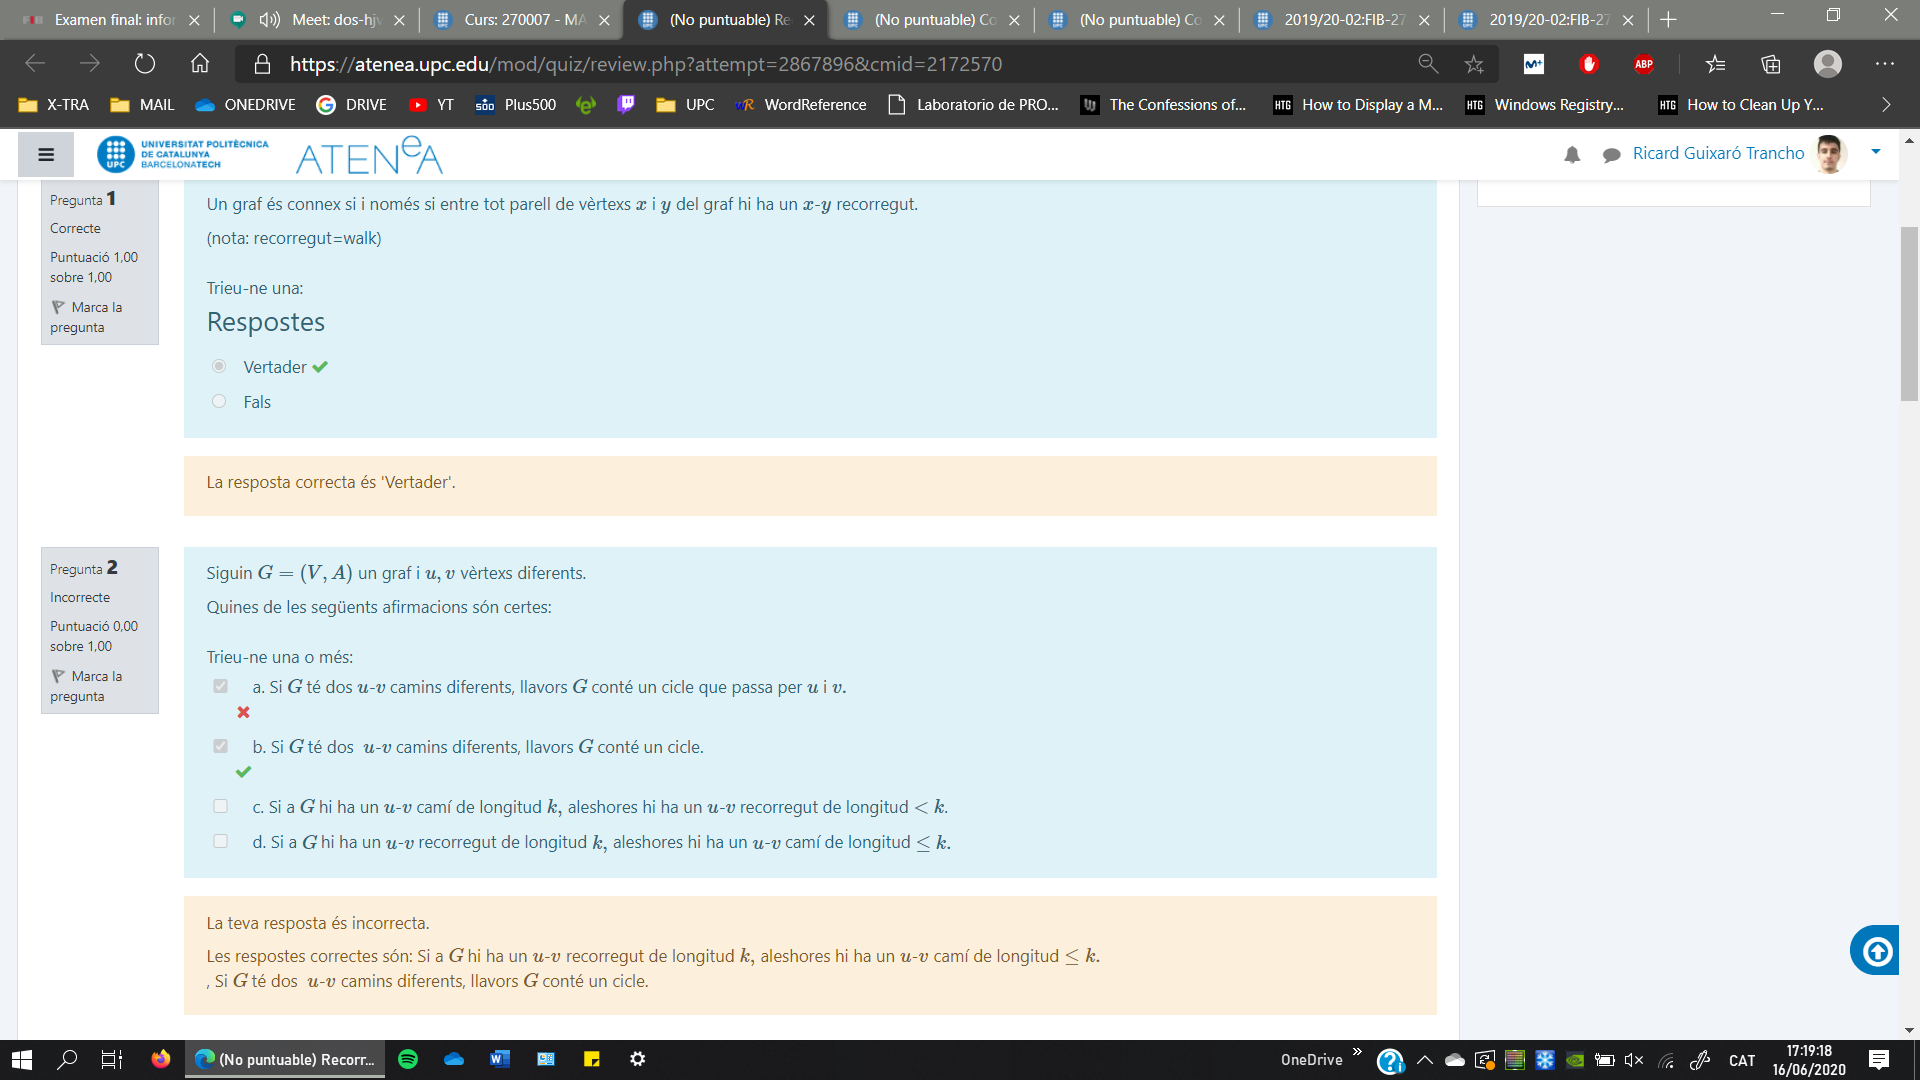 Examen final: infor
Meet: dos-hjv
Curs: 270007 - MA
(No puntuable) Re
(No puntuable) Co
(No puntuable) Co
2019/20-02:FIB-27
2019/20-02:FIB-27
https://atenea.upc.edu/mod/quiz/review.php?attempt=2867896&cmid=2172570
ABP
X-TRA
MAIL
ONEDRIVE
DRIVE
YT
Plus500
UPC
WordReference
Laboratorio de PRO...
The Confessions of...
HTG How to Display a M...
HTG Windows Registry...
HTG How to Clean Up Y...
UPC
UNIVERSITAT POLITÈCNICA
DE CATALUNYA
BARCELONATECH
ATENeA
Ricard Guixaró Trancho
Pregunta 1
Correcte
Puntuació 1,00
sobre 1,00
Marca la
pregunta
Un graf és connex si i només si entre tot parell de vèrtexs x i y del graf hi ha un x-y recorregut.
(nota: recorregut=walk)
Trieu-ne una:
Respostes
Vertader
Fals
La resposta correcta és 'Vertader'.
Pregunta 2
Incorrecte
Puntuació 0,00
sobre 1,00
Marca la
pregunta
Siguin G = (V, A) un graf i u, v vèrtexs diferents.
Quines de les següents afirmacions són certes:
Trieu-ne una o més:
a. Si G té dos u-v camins diferents, llavors G conté un cicle que passa per u i v.
b. Si G té dos u-v camins diferents, llavors G conté un cicle.
c. Si a G hi ha un u-v camí de longitud k, aleshores hi ha un u-v recorregut de longitud < k.
d. Si a G hi ha un u-v recorregut de longitud k, aleshores hi ha un u-v camí de longitud ≤ k.
La teva resposta és incorrecta.
Les respostes correctes són: Si a G hi ha un u-v recorregut de longitud k, aleshores hi ha un u-v camí de longitud ≤ k.
, Si G té dos u-v camins diferents, llavors G conté un cicle.
(No puntuable) Recorr...
OneDrive
CAT
17:19:18
16/06/2020